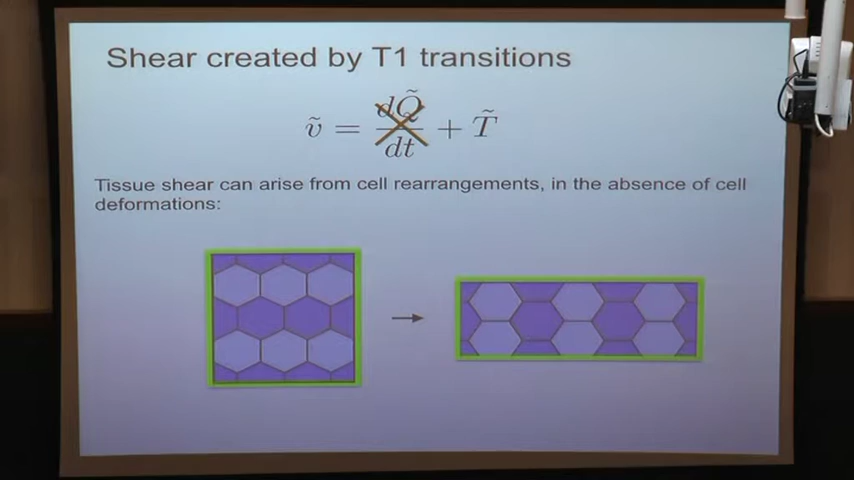 Shear created by T1 transitions
ṽ = dQ̃/dt + T̃
Tissue shear can arise from cell rearrangements, in the absence of cell
deformations: